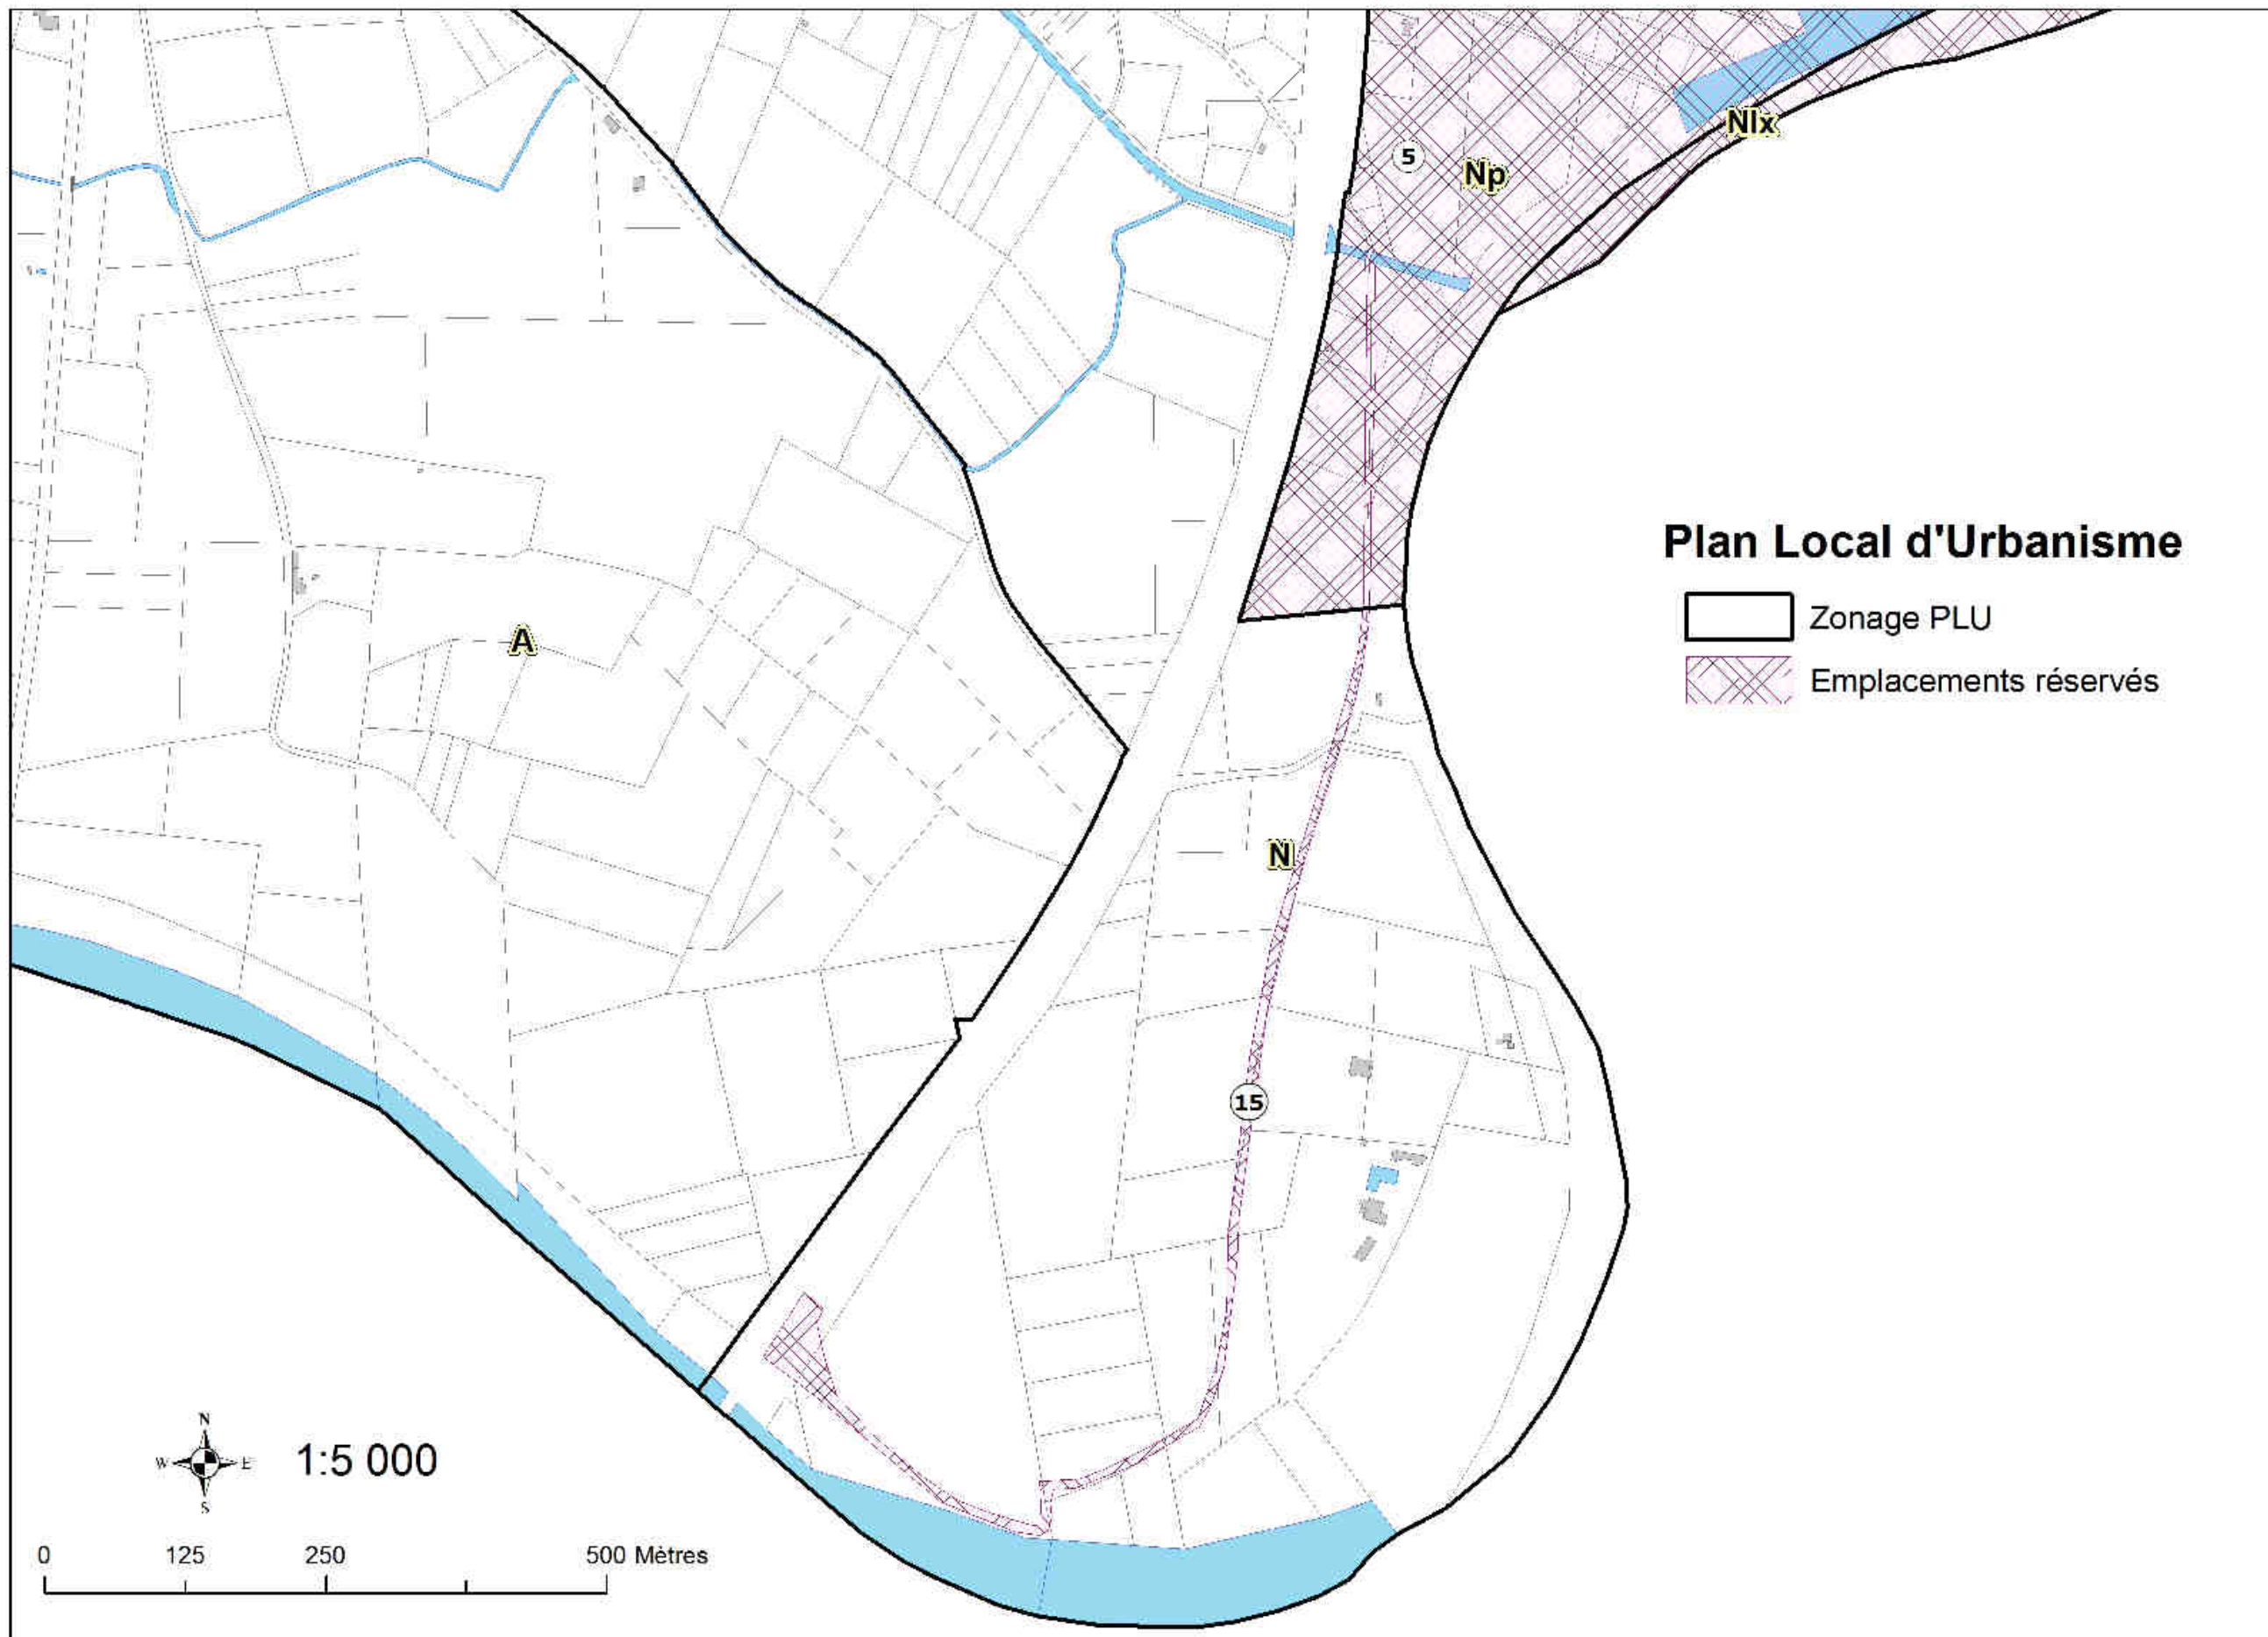 Nlx
5
Np
Plan Local d'Urbanisme
Zonage PLU
Emplacements réservés
A
N
15
N
W E
S
1:5 000
0 125 250 500 Mètres